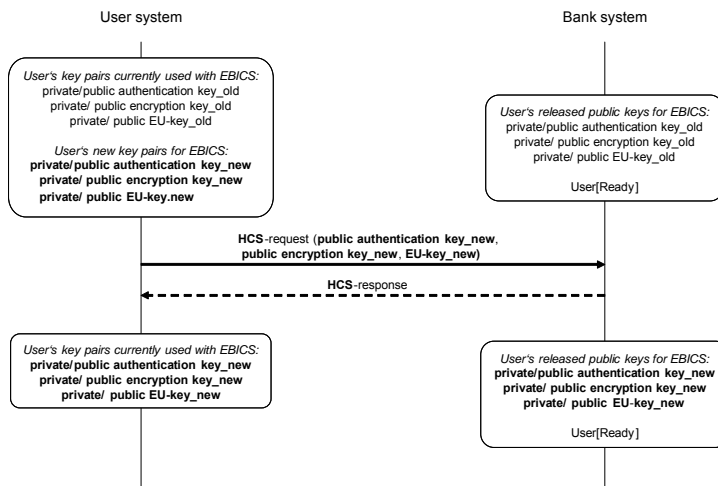 User system
Bank system
User's key pairs currently used with EBICS:
private/public authentication key_old
private/ public encryption key_old
private/ public EU-key_old
User's new key pairs for EBICS:
private/public authentication key_new
private/ public encryption key_new
private/ public EU-key.new
User's released public keys for EBICS:
private/public authentication key_old
private/ public encryption key_old
private/ public EU-key_old
User[Ready]
HCS-request (public authentication key_new,
public encryption key_new, EU-key_new)
HCS-response
User's key pairs currently used with EBICS:
private/public authentication key_new
private/ public encryption key_new
private/ public EU-key_new
User's released public keys for EBICS:
private/public authentication key_new
private/ public encryption key_new
private/ public EU-key_new
User[Ready]